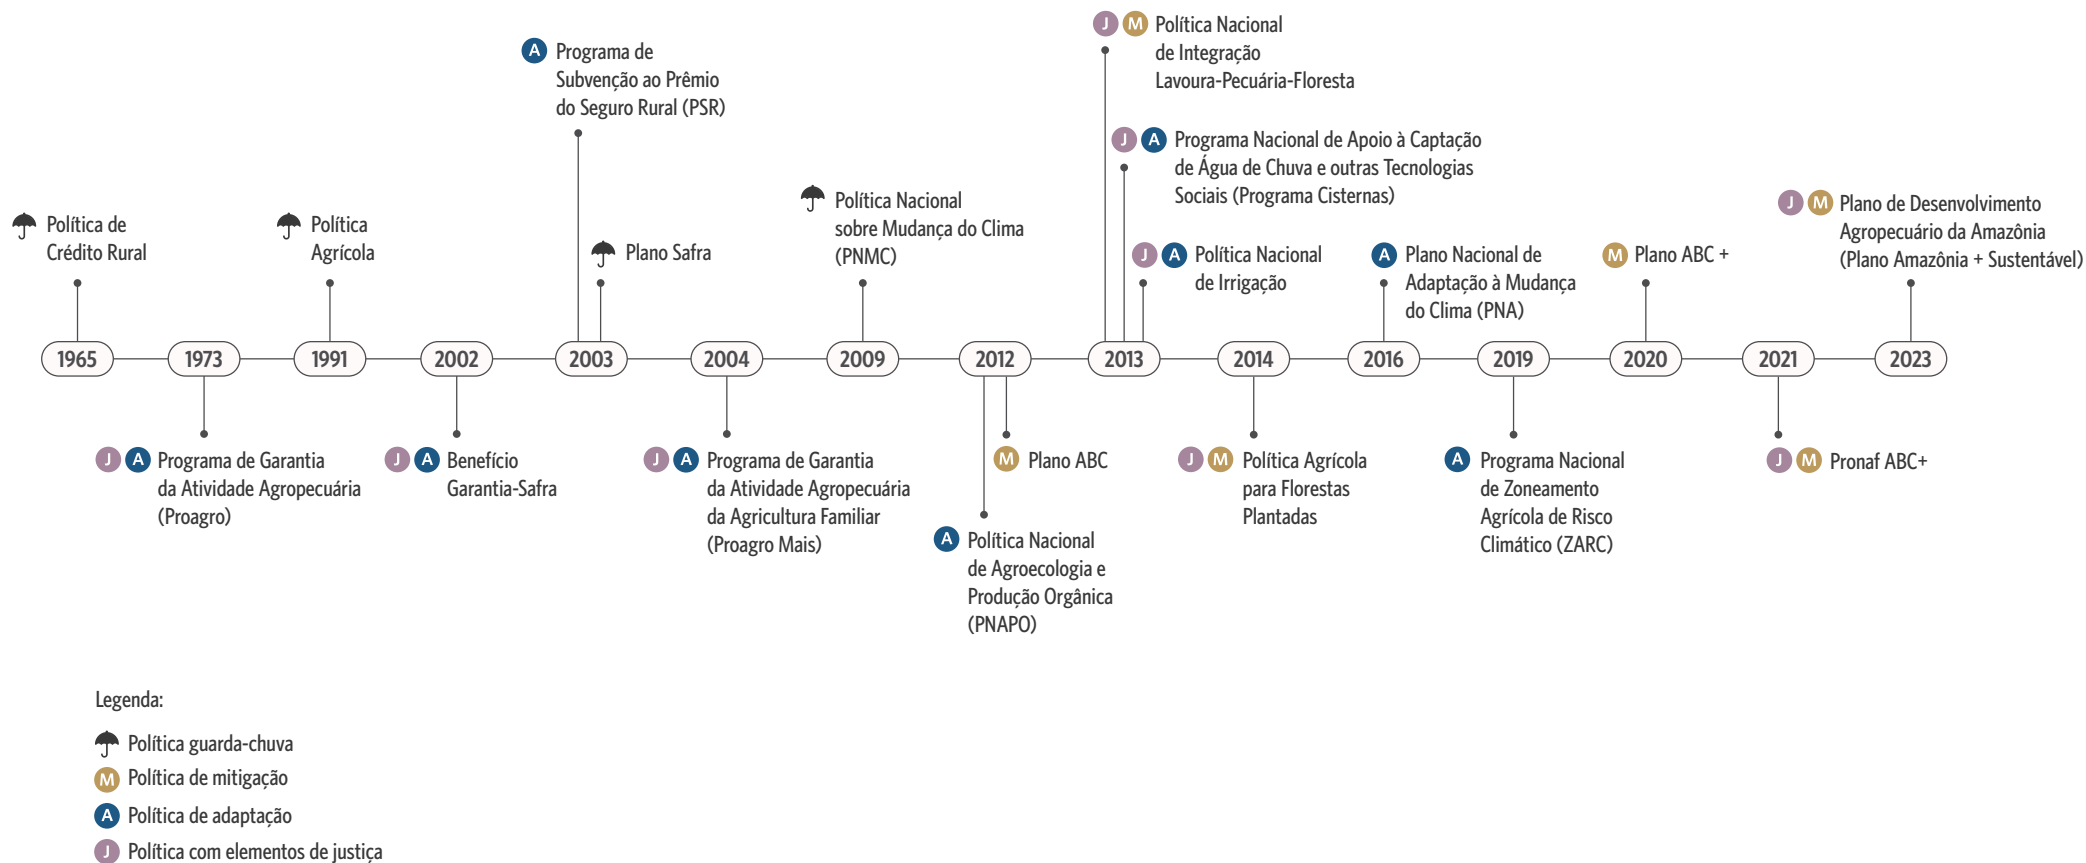 J M Política Nacional
de Integração
Lavoura-Pecuária-Floresta
A Programa de
Subvenção ao Prêmio
do Seguro Rural (PSR)
J A Programa Nacional de Apoio à Captação
de Água de Chuva e outras Tecnologias
Sociais (Programa Cisternas)
Política de
Crédito Rural
Política
Agrícola
Plano Safra
Política Nacional
sobre Mudança do Clima
(PNMC)
J A Política Nacional
de Irrigação
A Plano Nacional de
Adaptação à Mudança
do Clima (PNA)
M Plano ABC +
J M Plano de Desenvolvimento
Agropecuário da Amazônia
(Plano Amazônia + Sustentável)
1965 1973 1991 2002 2003 2004 2009 2012 2013 2014 2016 2019 2020 2021 2023
J A Programa de Garantia
da Atividade Agropecuária
(Proagro)
J A Benefício
Garantia-Safra
J A Programa de Garantia
da Atividade Agropecuária
da Agricultura Familiar
(Proagro Mais)
M Plano ABC
A Política Nacional
de Agroecologia e
Produção Orgânica
(PNAPO)
J M Política Agrícola
para Florestas
Plantadas
A Programa Nacional
de Zoneamento
Agrícola de Risco
Climático (ZARC)
J M Pronaf ABC+
Legenda:
Política guarda-chuva
M Política de mitigação
A Política de adaptação
J Política com elementos de justiça